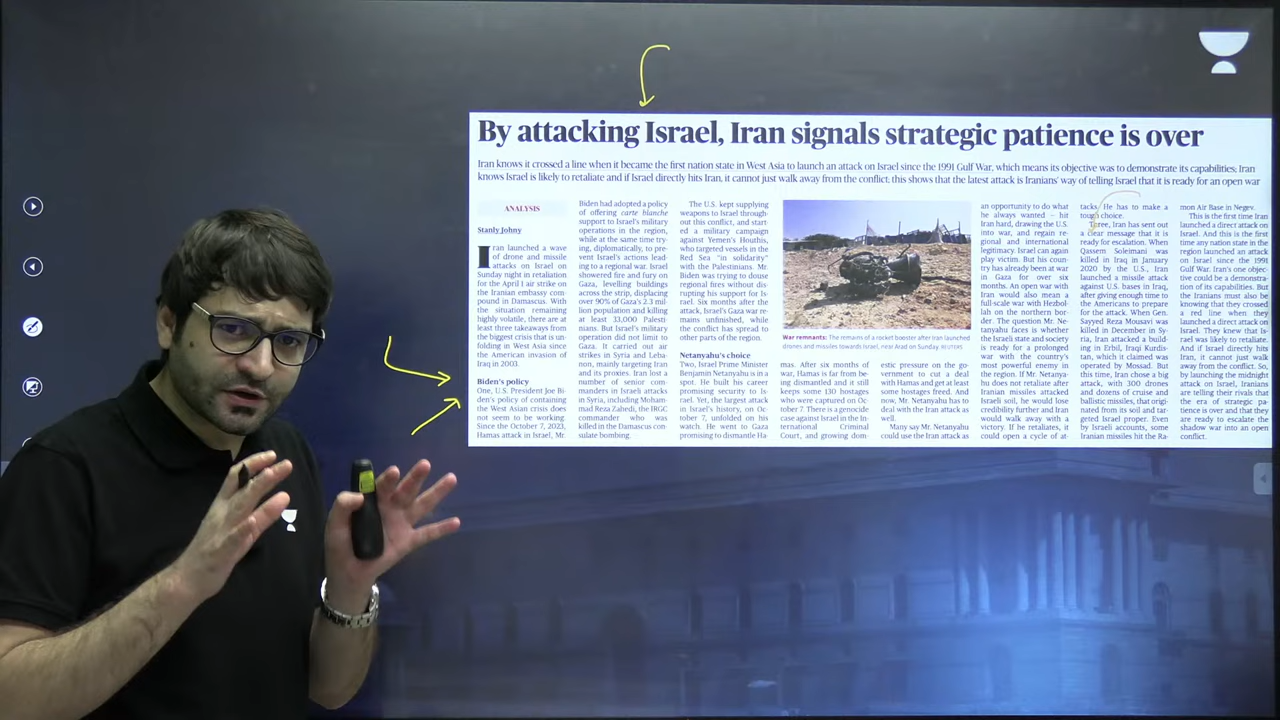 By attacking Israel, Iran signals strategic patience is over
Iran knows it crossed a line when it became the first nation state in West Asia to launch an attack on Israel since the 1991 Gulf War, which means its objective was to demonstrate its capabilities; Iran
knows Israel is likely to retaliate and if Israel directly hits Iran, it cannot just walk away from the conflict; this shows that the latest attack is Iranians' way of telling Israel that it is ready for an open war
ANALYSIS
Stanly Johny
Iran launched a wave
of drone and missile
attacks on Israel on
Sunday night in retaliation
for the April 1 air strike on
the Iranian embassy com-
pound in Damascus. With
the situation remaining
highly volatile, there are at
least three takeaways from
the biggest crisis that is un-
folding in West Asia since
the American invasion of
Iraq in 2003.
Biden's policy
One, U.S. President Joe Bi-
den's policy of containing
the West Asian crisis does
not seem to be working.
Since the October 7, 2023,
Hamas attack in Israel, Mr.
Biden had adopted a policy
of offering carte blanche
support to Israel's military
operations in the region,
while at the same time try-
ing, diplomatically, to pre-
vent Israel's actions lead-
ing to a regional war. Israel
showed fire and fury on
Gaza, levelling buildings
across the strip, displacing
over 90% of Gaza's 2.3 mil-
lion population and killing
at least 33,000 Palesti-
nians. But Israel's military
operation did not limit to
Gaza. It carried out air
strikes in Syria and Leba-
non, mainly targeting Iran
and its proxies. Iran lost a
number of senior com-
manders in Israeli attacks
in Syria, including Moham-
mad Reza Zahedi, the IRGC
commander who was
killed in the Damascus con-
sulate bombing.
The U.S. kept supplying
weapons to Israel through-
out this conflict, and start-
ed a military campaign
against Yemen's Houthis,
who targeted vessels in the
Red Sea "in solidarity"
with the Palestinians. Mr.
Biden was trying to douse
regional fires without dis-
rupting his support for Is-
rael. Six months after the
attack, Israel's Gaza war re-
mains unfinished, while
the conflict has spread to
other parts of the region.
Netanyahu's choice
Two, Israel Prime Minister
Benjamin Netanyahu is in a
spot. He built his career
promising security to Is-
rael. Yet, the largest attack
in Israel's history, on Oc-
tober 7, unfolded on his
watch. He went to Gaza
promising to dismantle Ha-
War remnants: The remains of a rocket booster after Iran launched
drones and missiles towards Israel, near Arad on Sunday. REUTERS
mas. After six months of
war, Hamas is far from be-
ing dismantled and it still
keeps some 130 hostages
who were captured on Oc-
tober 7. There is a genocide
case against Israel in the In-
ternational Criminal
Court, and growing dom-
estic pressure on the go-
vernment to cut a deal
with Hamas and get at least
some hostages freed. And
now, Mr. Netanyahu has to
deal with the Iran attack as
well.
Many say Mr. Netanyahu
could use the Iran attack as
an opportunity to do what
he always wanted – hit
Iran hard, drawing the U.S.
into war, and regain re-
gional and international
legitimacy. Israel can again
play victim. But his coun-
try has already been at war
in Gaza for over six
months. An open war with
Iran would also mean a
full-scale war with Hezbol-
lah on the northern bor-
der. The question Mr. Ne-
tanyahu faces is whether
the Israeli state and society
is ready for a prolonged
war with the country's
most powerful enemy in
the region. If Mr. Netanya-
hu does not retaliate after
Iranian missiles attacked
Israeli soil, he would lose
credibility further and Iran
would walk away with a
victory. If he retaliates, it
could open a cycle of at-
tacks. He has to make a
tough choice.
Three, Iran has sent out
a clear message that it is
ready for escalation. When
Qassem Soleimani was
killed in Iraq in January
2020 by the U.S., Iran
launched a missile attack
against U.S. bases in Iraq,
after giving enough time to
the Americans to prepare
for the attack. When Gen.
Sayyed Reza Mousavi was
killed in December in Sy-
ria, Iran attacked a build-
ing in Erbil, Iraqi Kurdis-
tan, which it claimed was
operated by Mossad. But
this time, Iran chose a big
attack, with 300 drones
and dozens of cruise and
ballistic missiles, that origi-
nated from its soil and tar-
geted Israel proper. Even
by Israeli accounts, some
Iranian missiles hit the Ra-
mon Air Base in Negev.
This is the first time Iran
launched a direct attack on
Israel. And this is the first
time any nation state in the
region launched an attack
on Israel since the 1991
Gulf War. Iran's one objec-
tive could be a demonstra-
tion of its capabilities. But
the Iranians must also be
knowing that they crossed
a red line when they
launched a direct attack on
Israel. They knew that Is-
rael was likely to retaliate.
And if Israel directly hits
Iran, it cannot just walk
away from the conflict. So,
by launching the midnight
attack on Israel, Iranians
are telling their rivals that
the era of strategic pa-
tience is over and that they
are ready to escalate the
shadow war into an open
conflict.